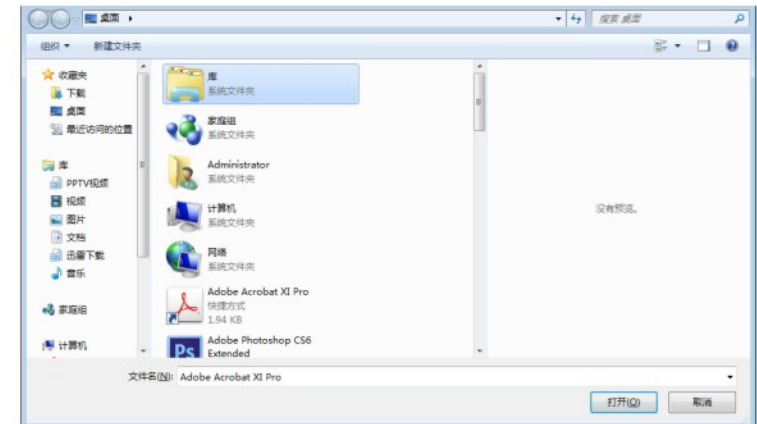 桌面
搜索 桌面
组织
新建文件夹
收藏夹
下载
桌面
最近访问的位置
库
PPTV视频
视频
图片
文档
迅雷下载
音乐
家庭组
计算机
库
系统文件夹
家庭组
系统文件夹
Administrator
系统文件夹
计算机
系统文件夹
网络
系统文件夹
Adobe Acrobat XI Pro
快捷方式
1.94 KB
Ps
Adobe Photoshop CS6
Extended
没有预览。
文件名(N): Adobe Acrobat XI Pro
打开(O)
取消